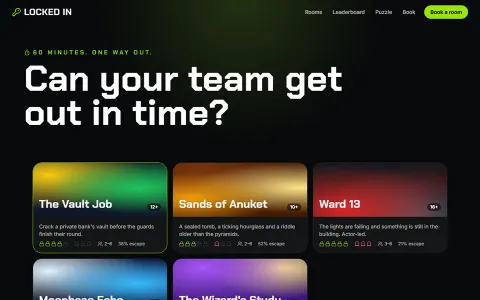 LOCKED IN
Rooms
Leaderboard
Puzzle
Book
Book a room
60 MINUTES. ONE WAY OUT.
Can your team get
out in time?
The Vault Job
12+
Crack a private bank's vault before the guards
finish their round.
2–6
38% escape
Sands of Anuket
10+
A sealed tomb, a ticking hourglass and a riddle
older than the pyramids.
2–6
52% escape
Ward 13
16+
The lights are failing and something is still in the
building. Actor-led.
3–6
21% escape
Moonbase Echo
The Wizard's Study